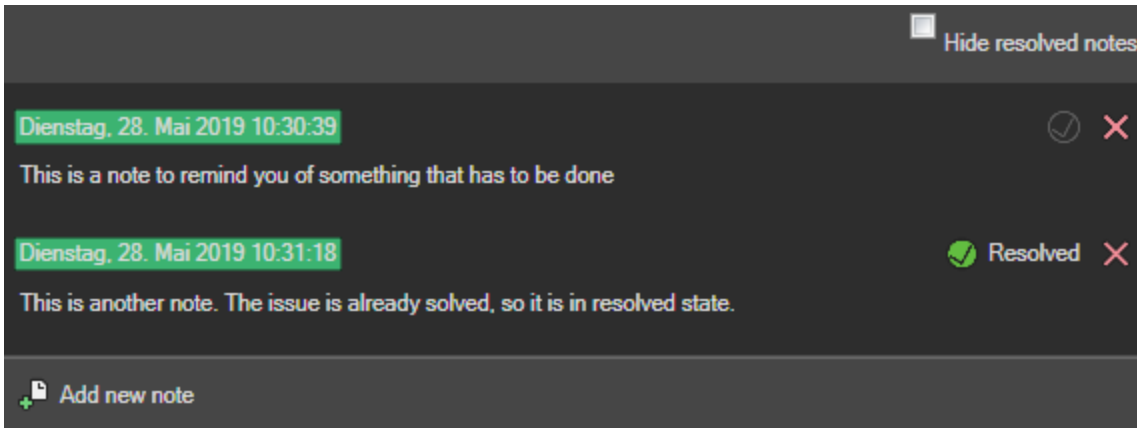 Hide resolved notes
Dienstag, 28. Mai 2019 10:30:39
This is a note to remind you of something that has to be done
Dienstag, 28. Mai 2019 10:31:18
Resolved
This is another note. The issue is already solved, so it is in resolved state.
Add new note